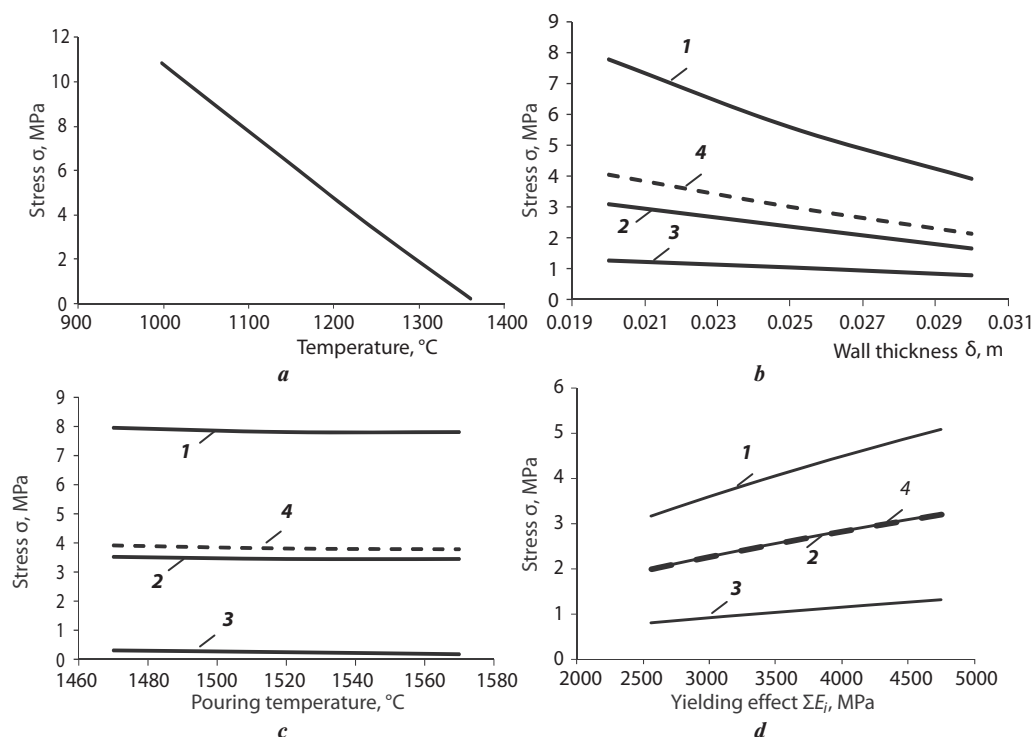 Stress σ, MPa
12
10
8
6
4
2
0
900 1000 1100 1200 1300 1400
Temperature, °C
a
Stress σ, MPa
9
8
7
6
5
4
3
2
1
0
1
4
2
3
0.019 0.021 0.023 0.025 0.027 0.029 0.031
Wall thickness δ, m
b
Stress σ, MPa
9
8
7
6
5
4
3
2
1
0
1
4
2
3
1460 1480 1500 1520 1540 1560 1580
Pouring temperature, °C
c
Stress σ, MPa
6
5
4
3
2
1
0
1
4
2
3
2000 2500 3000 3500 4000 4500 5000
Yielding effect ΣEi, MPa
d